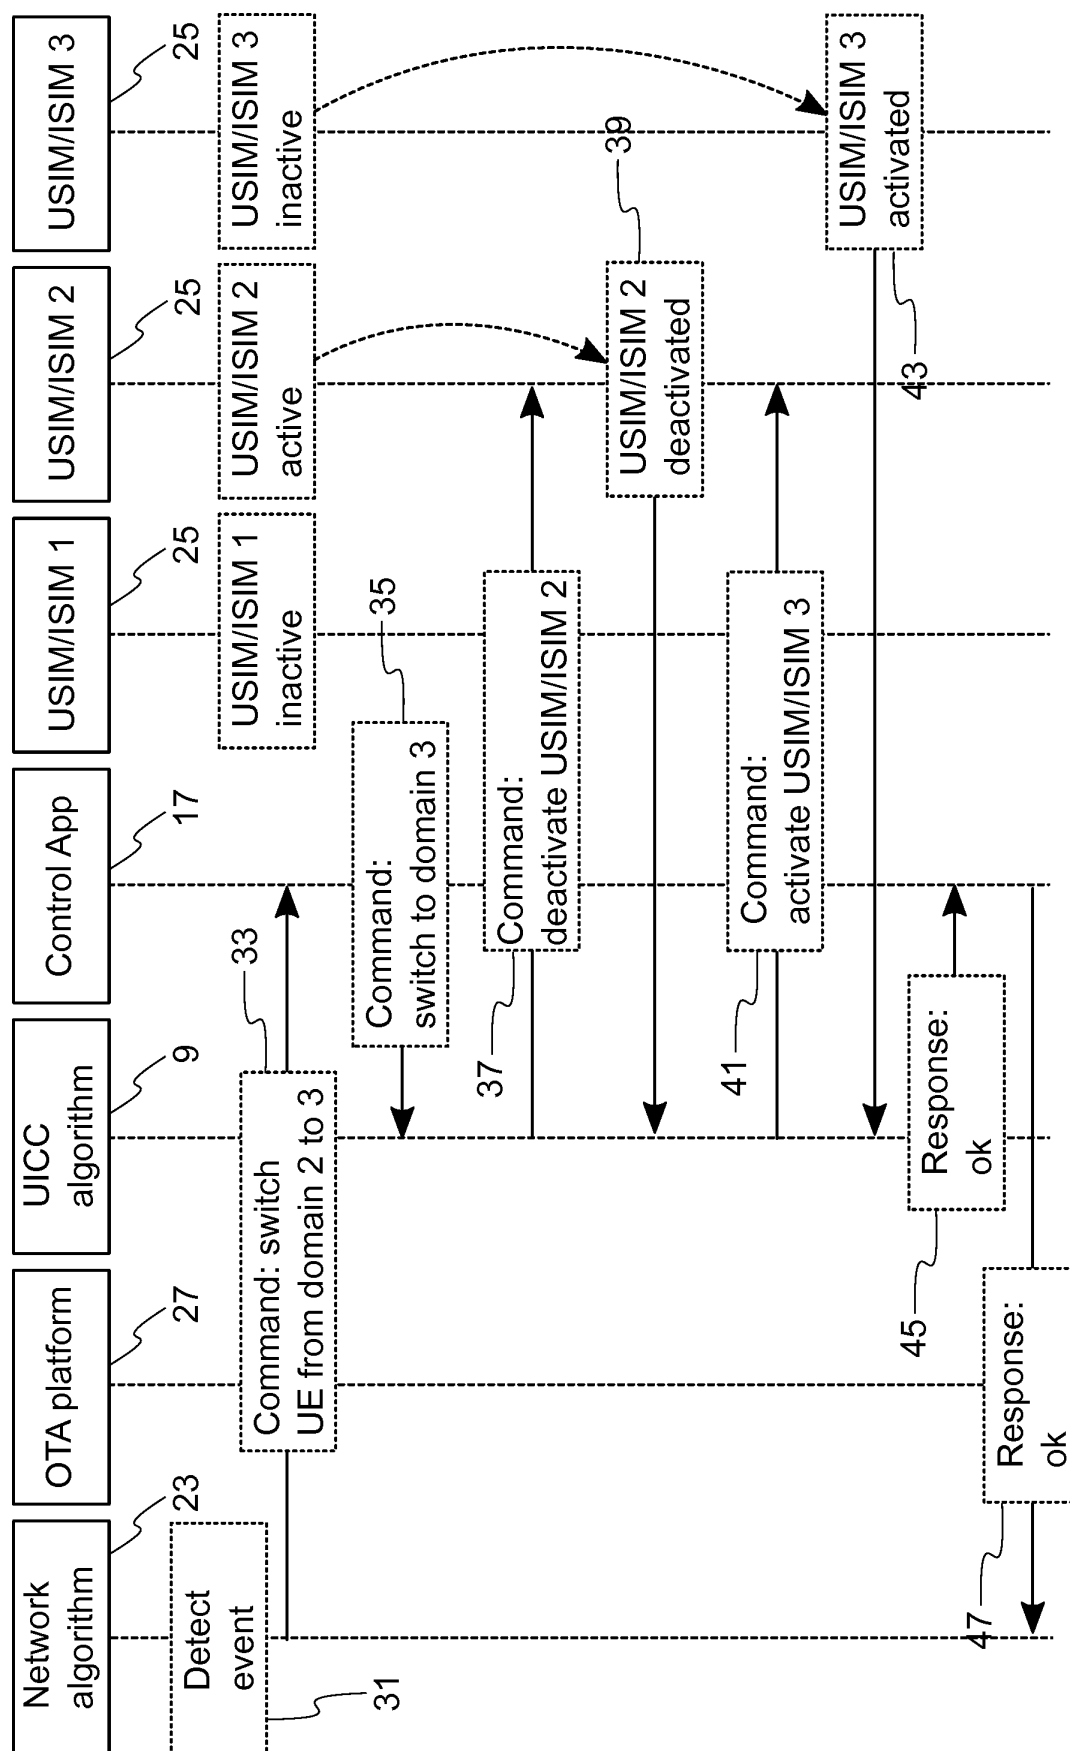 Network
algorithm
23
OTA platform
27
UICC
algorithm
9
Control App
17
USIM/ISIM 1
25
USIM/ISIM 2
25
USIM/ISIM 3
25
Detect
event
31
USIM/ISIM 1
inactive
USIM/ISIM 2
active
USIM/ISIM 3
inactive
Command: switch
UE from domain 2 to 3
33
Command:
switch to domain 3
35
Command:
deactivate USIM/ISIM 2
37
USIM/ISIM 2
deactivated
39
Command:
activate USIM/ISIM 3
41
USIM/ISIM 3
activated
43
Response:
ok
45
Response:
ok
47